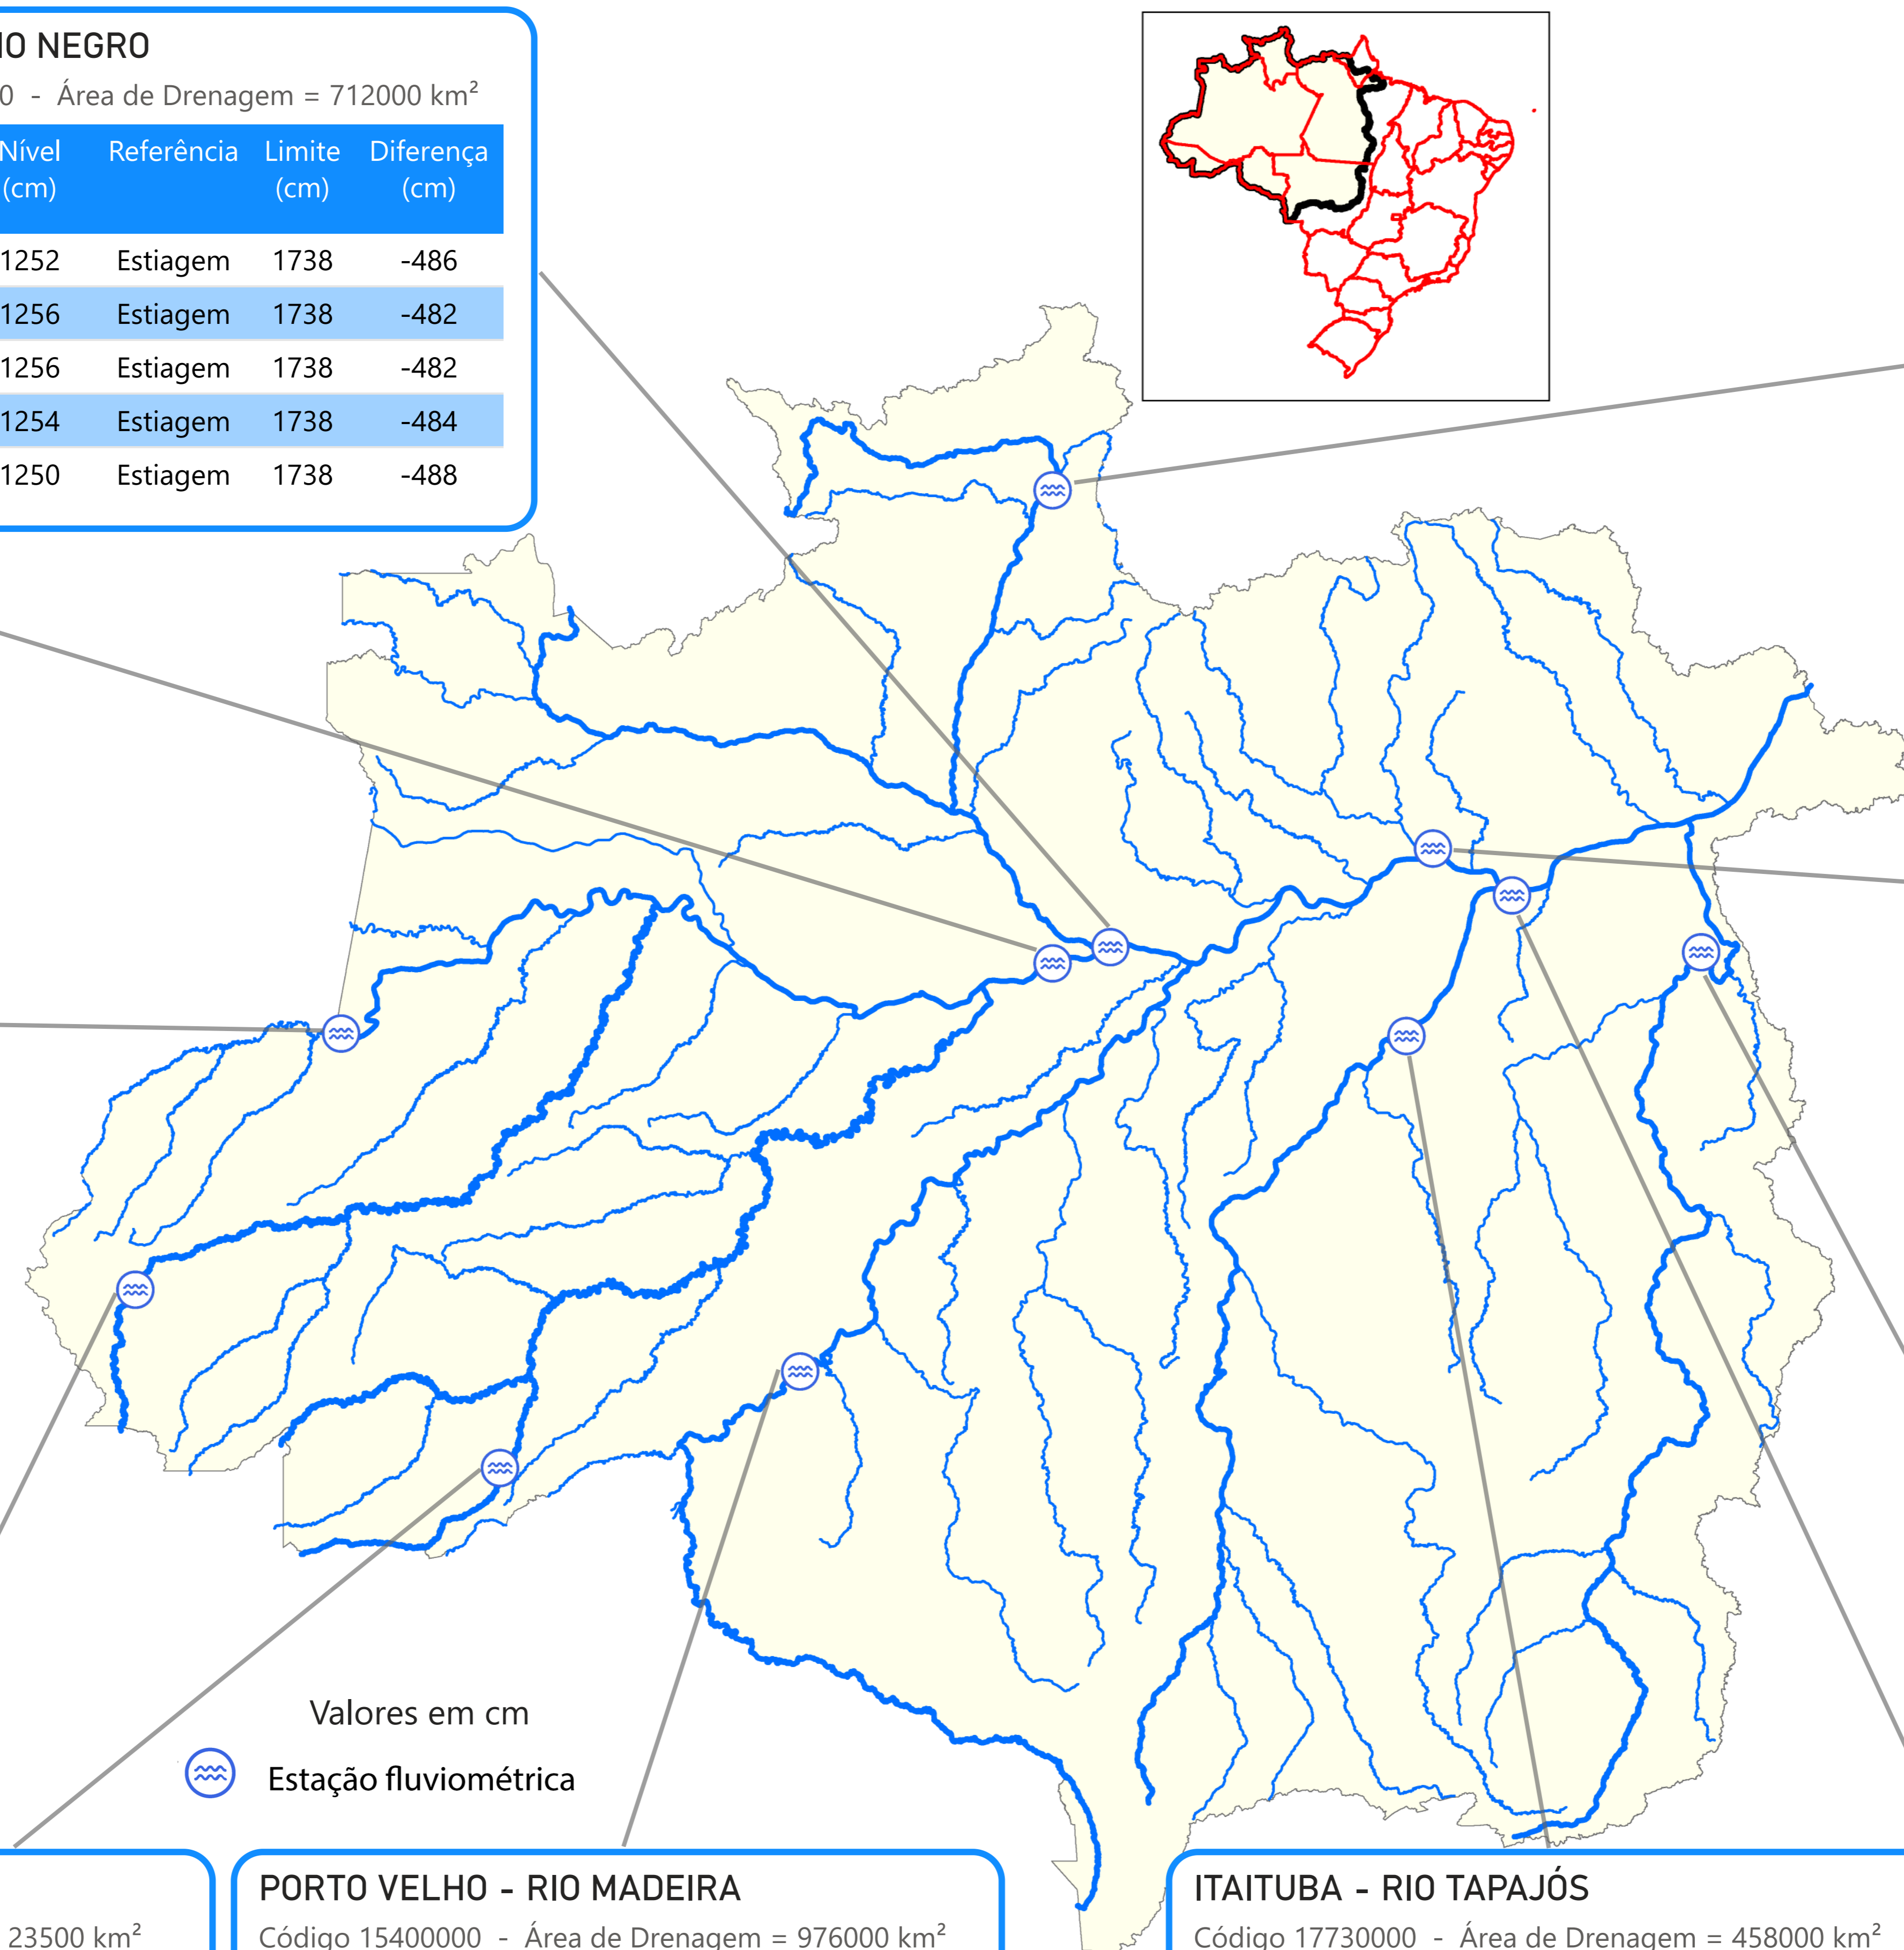 IO NEGRO
0 - Área de Drenagem = 712000 km²
Nível Referência Limite Diferença
(cm) (cm) (cm)
1252 Estiagem 1738 -486
1256 Estiagem 1738 -482
1256 Estiagem 1738 -482
1254 Estiagem 1738 -484
1250 Estiagem 1738 -488
Valores em cm
Estação fluviométrica
23500 km²
PORTO VELHO - RIO MADEIRA
Código 15400000 - Área de Drenagem = 976000 km²
ITAITUBA - RIO TAPAJÓS
Código 17730000 - Área de Drenagem = 458000 km²